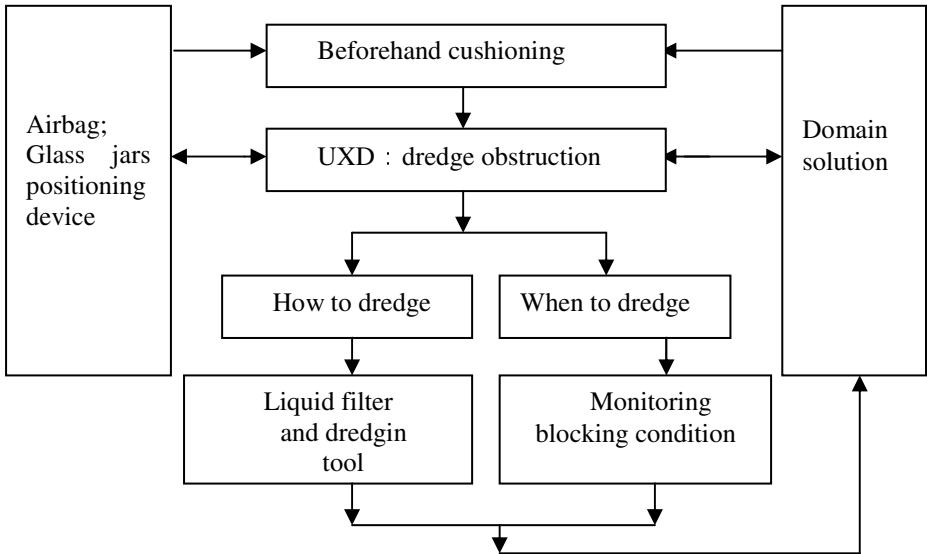 Beforehand cushioning
Airbag;
Glass jars
positioning
device
UXD：dredge obstruction
Domain
solution
How to dredge
When to dredge
Liquid filter
and dredgin
tool
Monitoring
blocking condition